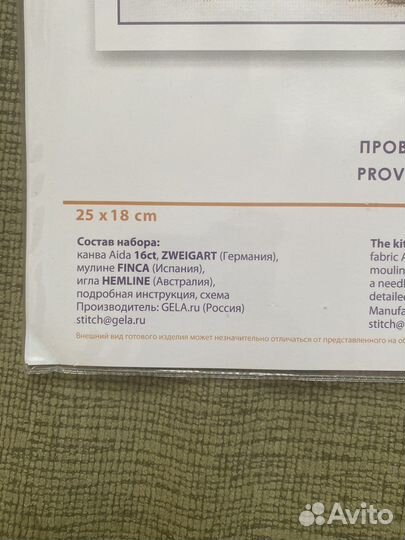 ПРОВ
PROV
25 x 18 cm
Состав набора:
канва Aida 16ct, ZWEIGART (Германия),
мулине FINCA (Испания),
игла HEMLINE (Австралия),
подробная инструкция, схема
Производитель: GELA.ru (Россия)
stitch@gela.ru
The kit
fabric A
moulin
a needl
detailed
Manufa
stitch@
Внешний вид готового изделия может незначительно отличаться от представленного на об
Avito